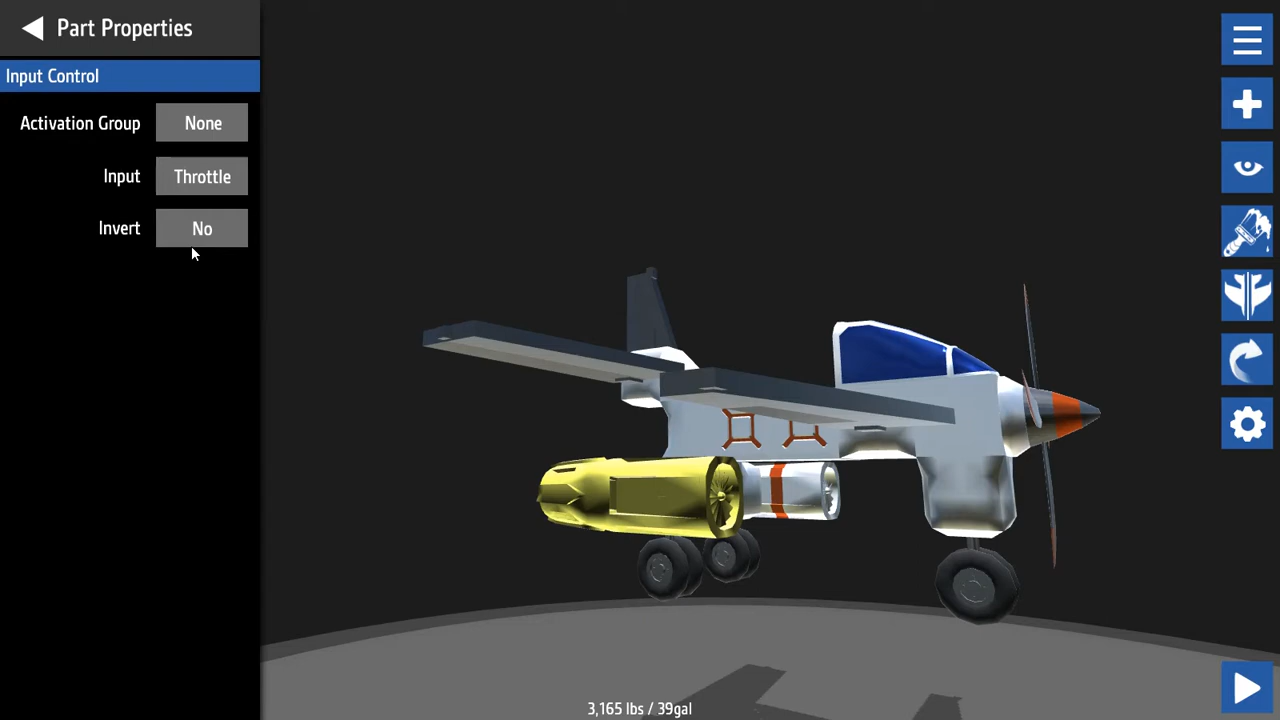 Part Properties
Input Control
Activation Group None
Input Throttle
Invert No
3,165 lbs / 39gal